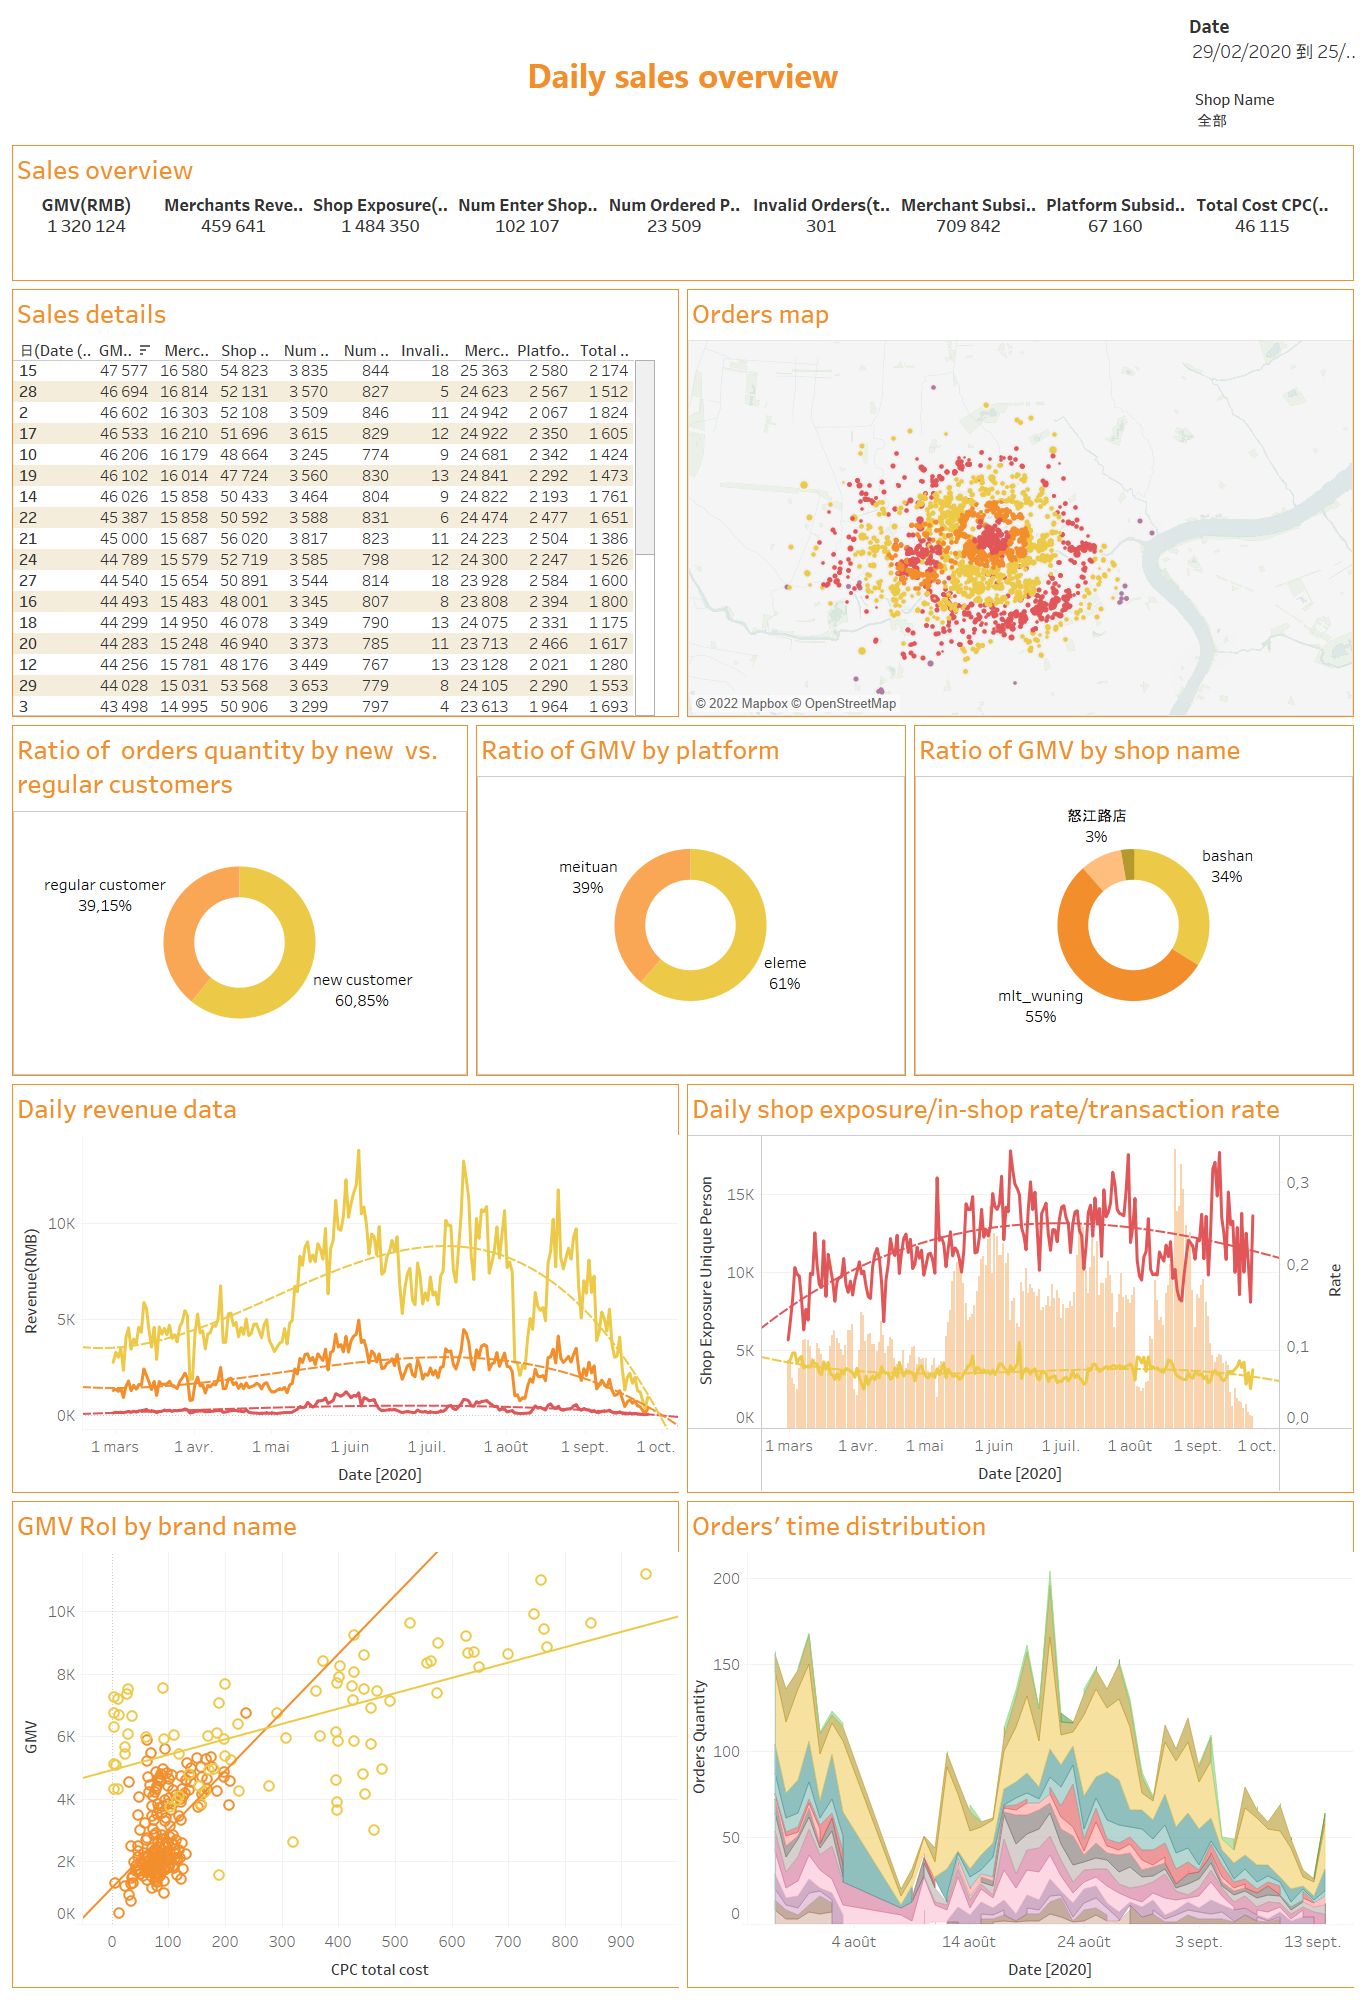 Date
29/02/2020 到 25/..
Daily sales overview
Shop Name
全部
Sales overview
GMV(RMB) Merchants Reve.. Shop Exposure(.. Num Enter Shop.. Num Ordered P.. Invalid Orders(t.. Merchant Subsi.. Platform Subsid.. Total Cost CPC(..
1 320 124 459 641 1 484 350 102 107 23 509 301 709 842 67 160 46 115
Sales details
日(Date (.. GM.. Merc.. Shop .. Num .. Num .. Invali.. Merc.. Platfo.. Total ..
15 47 577 16 580 54 823 3 835 844 18 25 363 2 580 2 174
28 46 694 16 814 52 131 3 570 827 5 24 623 2 567 1 512
2 46 602 16 303 52 108 3 509 846 11 24 942 2 067 1 824
17 46 533 16 210 51 696 3 615 829 12 24 922 2 350 1 605
10 46 206 16 179 48 664 3 245 774 9 24 681 2 342 1 424
19 46 102 16 014 47 724 3 560 830 13 24 841 2 292 1 473
14 46 026 15 858 50 433 3 464 804 9 24 822 2 193 1 761
22 45 387 15 858 50 592 3 588 831 6 24 474 2 477 1 651
21 45 000 15 687 56 020 3 817 823 11 24 223 2 504 1 386
24 44 789 15 579 52 719 3 585 798 12 24 300 2 247 1 526
27 44 540 15 654 50 891 3 544 814 18 23 928 2 584 1 600
16 44 493 15 483 48 001 3 345 807 8 23 808 2 394 1 800
18 44 299 14 950 46 078 3 349 790 13 24 075 2 331 1 175
20 44 283 15 248 46 940 3 373 785 11 23 713 2 466 1 617
12 44 256 15 781 48 176 3 449 767 13 23 128 2 021 1 280
29 44 028 15 031 53 568 3 653 779 8 24 105 2 290 1 553
3 43 498 14 995 50 906 3 299 797 4 23 613 1 964 1 693
Orders map
© 2022 Mapbox © OpenStreetMap
Ratio of  orders quantity by new  vs.
regular customers
regular customer
39,15%
new customer
60,85%
Ratio of GMV by platform
meituan
39%
eleme
61%
Ratio of GMV by shop name
怒江路店
3%
bashan
34%
mlt_wuning
55%
Daily revenue data
Revenue(RMB)
10K
5K
0K
1 mars 1 avr. 1 mai 1 juin 1 juil. 1 août 1 sept. 1 oct.
Date [2020]
Daily shop exposure/in-shop rate/transaction rate
Shop Exposure Unique Person
15K
10K
5K
0K
0,3
0,2
0,1
0,0
Rate
1 mars 1 avr. 1 mai 1 juin 1 juil. 1 août 1 sept. 1 oct.
Date [2020]
GMV RoI by brand name
GMV
10K
8K
6K
4K
2K
0K
0 100 200 300 400 500 600 700 800 900
CPC total cost
Orders' time distribution
Orders Quantity
200
150
100
50
0
4 août 14 août 24 août 3 sept. 13 sept.
Date [2020]